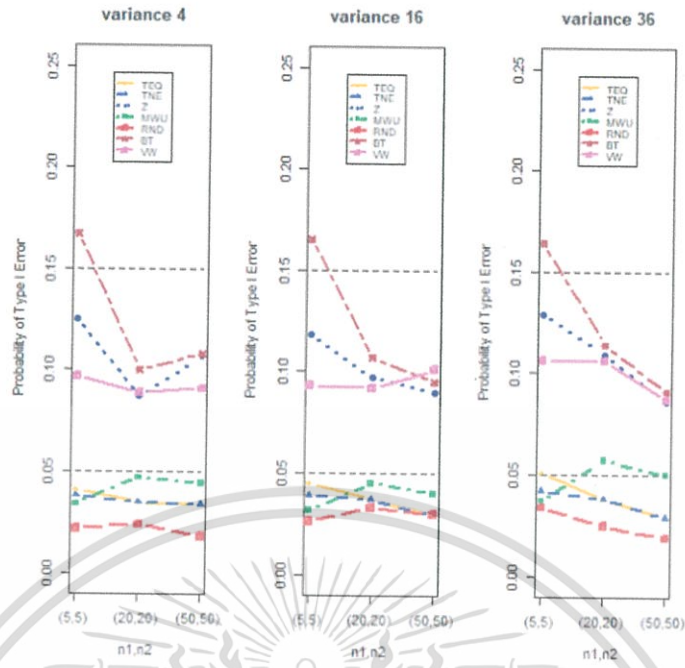 variance 4
variance 16
variance 36
Probability of Type I Error
0.00
0.05
0.10
0.15
0.20
0.25
TEQ
TNE
Z
MWU
RND
BT
VW
(5,5)
(20,20)
(50,50)
n1,n2
Probability of Type I Error
0.00
0.05
0.10
0.15
0.20
0.25
TEQ
TNE
Z
MWU
RND
BT
VW
(5,5)
(20,20)
(50,50)
n1,n2
Probability of Type I Error
0.00
0.05
0.10
0.15
0.20
0.25
TEQ
TNE
Z
MWU
RND
BT
VW
(5,5)
(20,20)
(50,50)
n1,n2